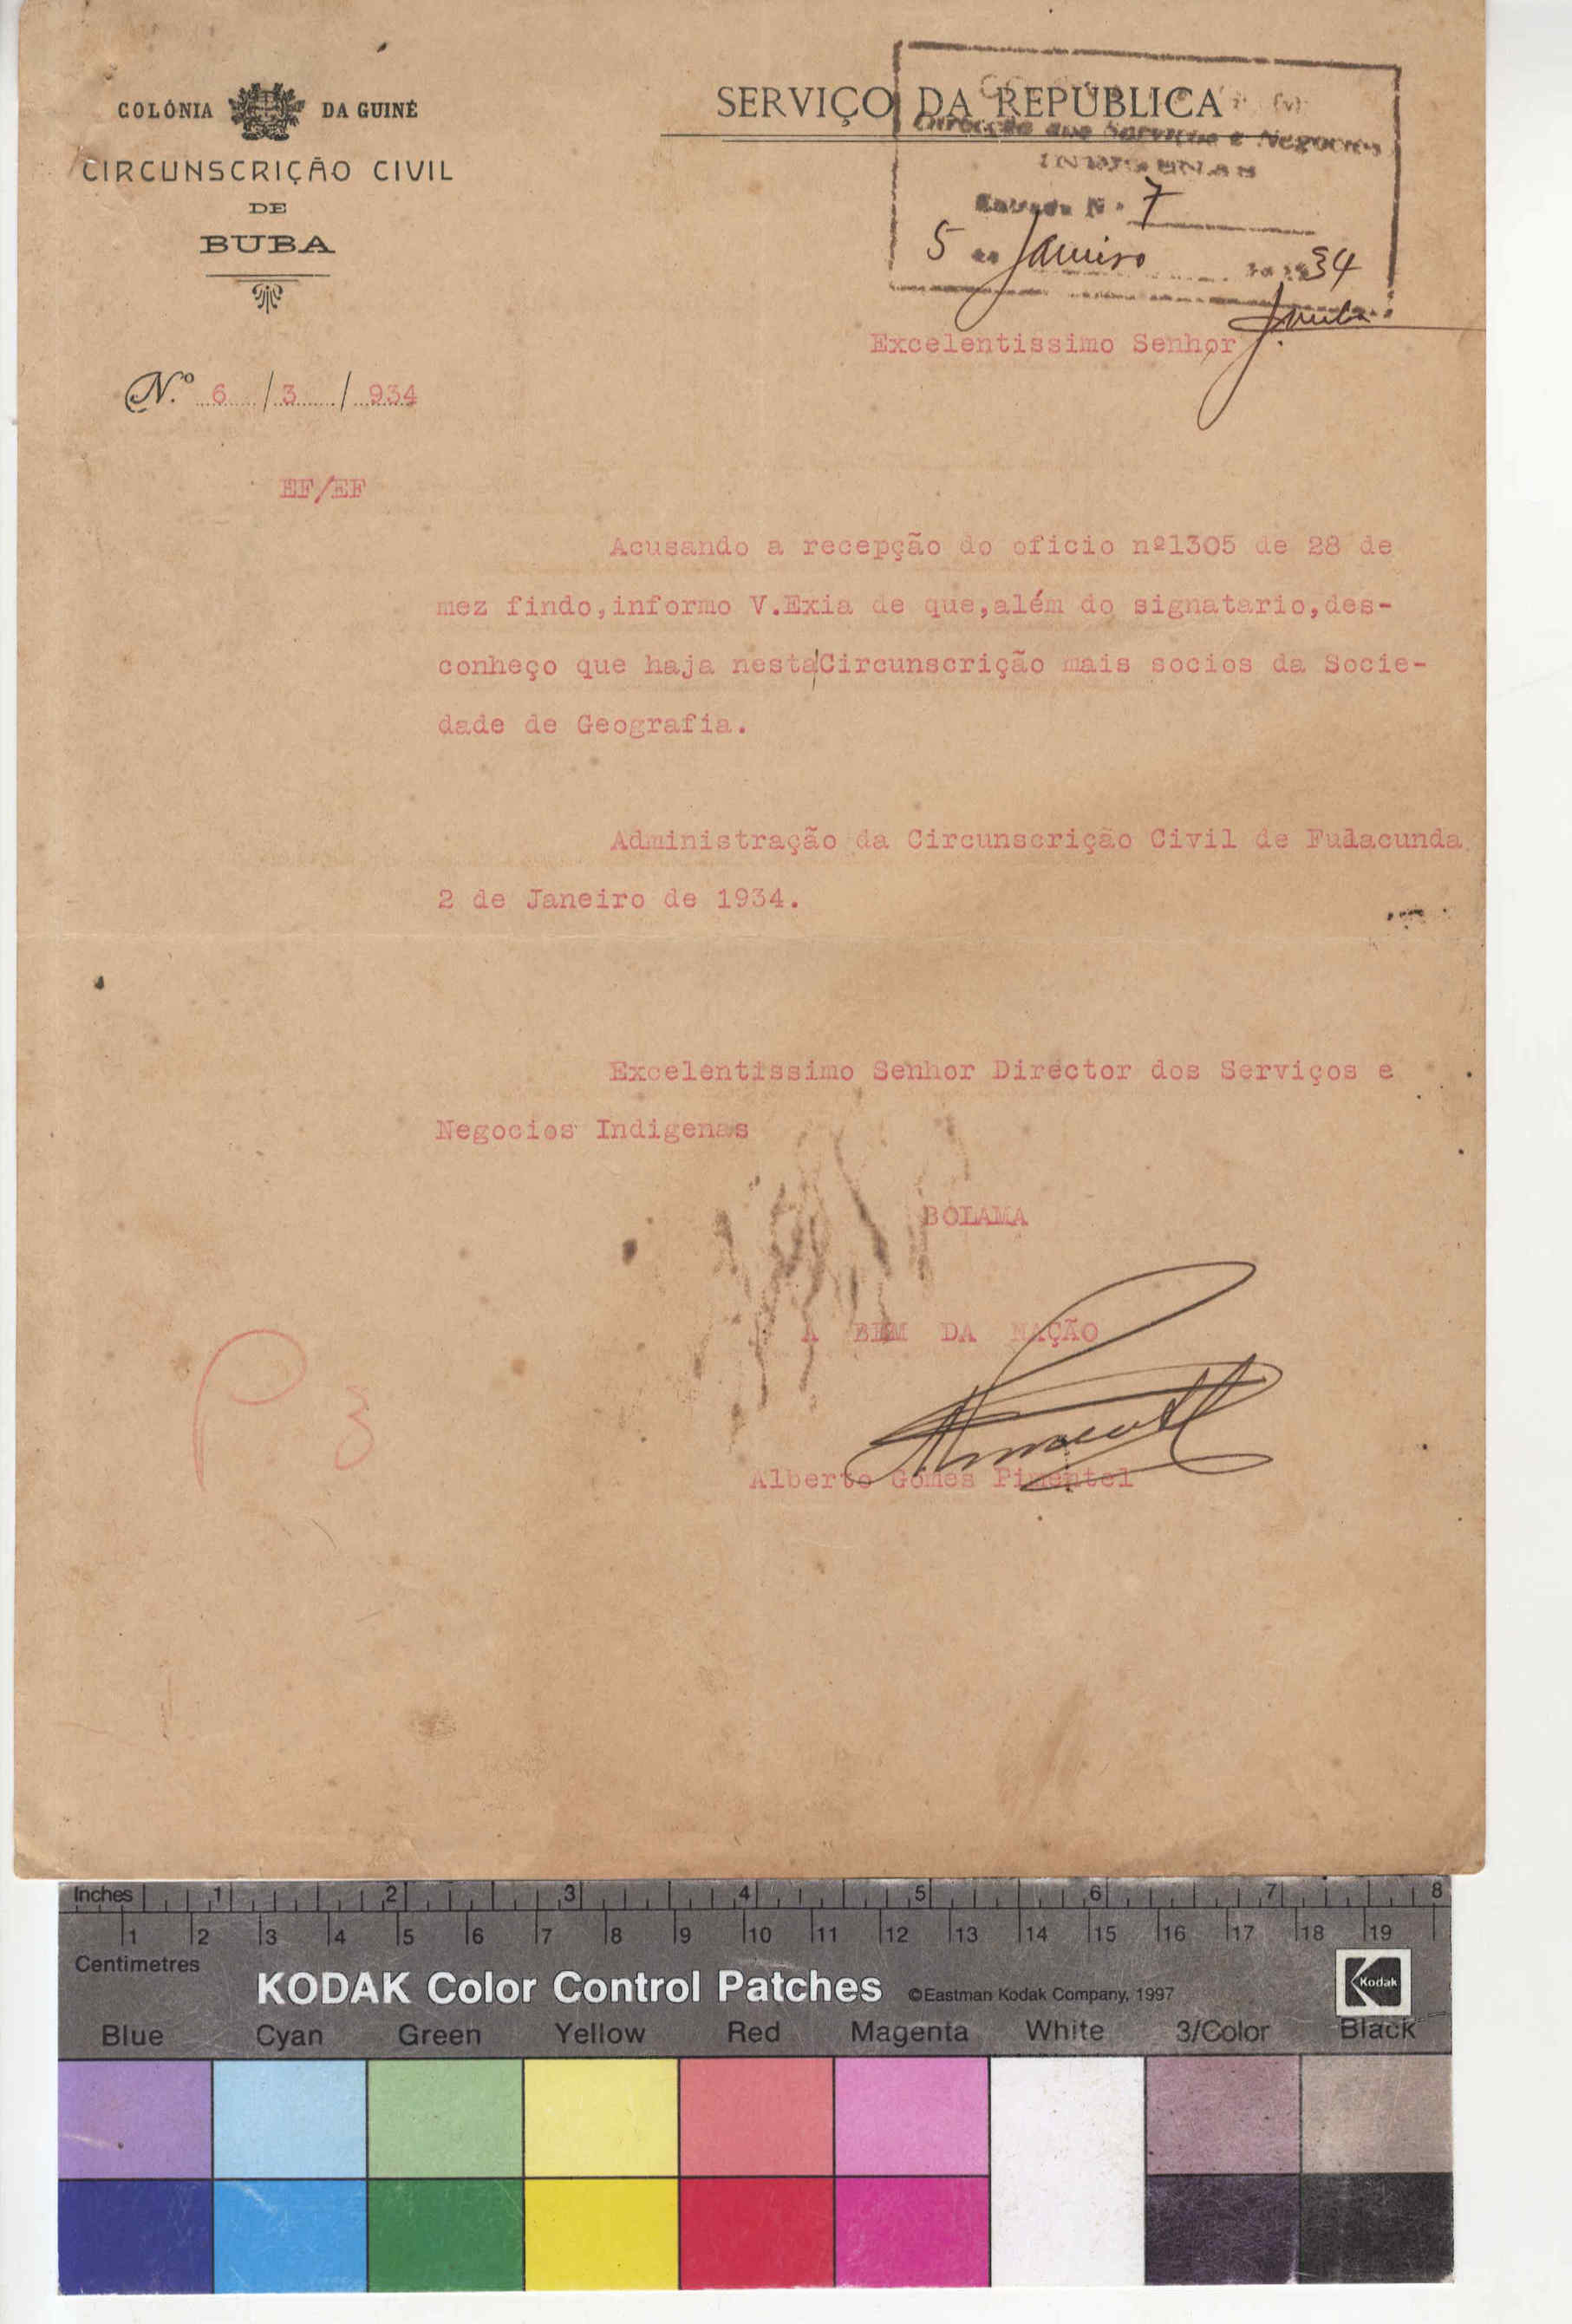 COLÓNIA DA GUINÉ
CIRCUNSCRIÇÃO CIVIL
DE
BUBA
SERVIÇO DA REPÚBLICA
Direcção dos Serviços e Negocios
INDIGENAS
Entrada N.º 7
5 de Janeiro de 1934
Excelentissimo Senhor
N.º 6 / 3 / 934
EF/EF
Acusando a recepção do oficio nº1305 de 28 de
mez findo,informo V.Exia de que,além do signatario,des-
conheço que haja nesta|Circunscrição mais socios da Socie-
dade de Geografia.
Administração da Circunscrição Civil de Fulacunda,
2 de Janeiro de 1934.
Excelentissimo Senhor Director dos Serviços e
Negocios Indigenas
BOLAMA
A BEM DA NAÇÃO
Alberto Gomes Pimentel
P 3
Inches 1 2 3 4 5 6 7 8
1 2 3 4 5 6 7 8 9 10 11 12 13 14 15 16 17 18 19
Centimetres
KODAK Color Control Patches ©Eastman Kodak Company, 1997 Kodak
Blue Cyan Green Yellow Red Magenta White 3/Color Black